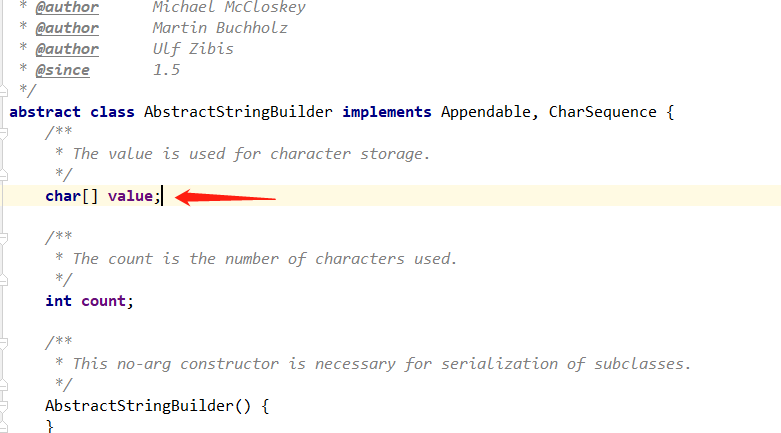 * @author      Michael McCloskey
* @author      Martin Buchholz
* @author      Ulf Zibis
* @since       1.5
*/
abstract class AbstractStringBuilder implements Appendable, CharSequence {
/**
* The value is used for character storage.
*/
char[] value;
/**
* The count is the number of characters used.
*/
int count;
/**
* This no-arg constructor is necessary for serialization of subclasses.
*/
AbstractStringBuilder() {
}